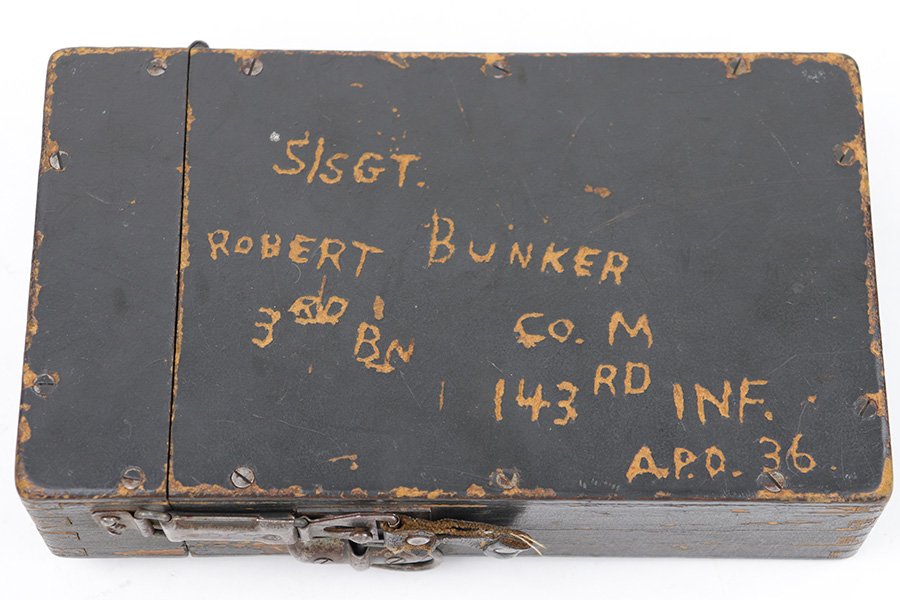 S/SGT.
ROBERT BUNKER
3RD BN CO. M
143RD INF.
A.P.O. 36.